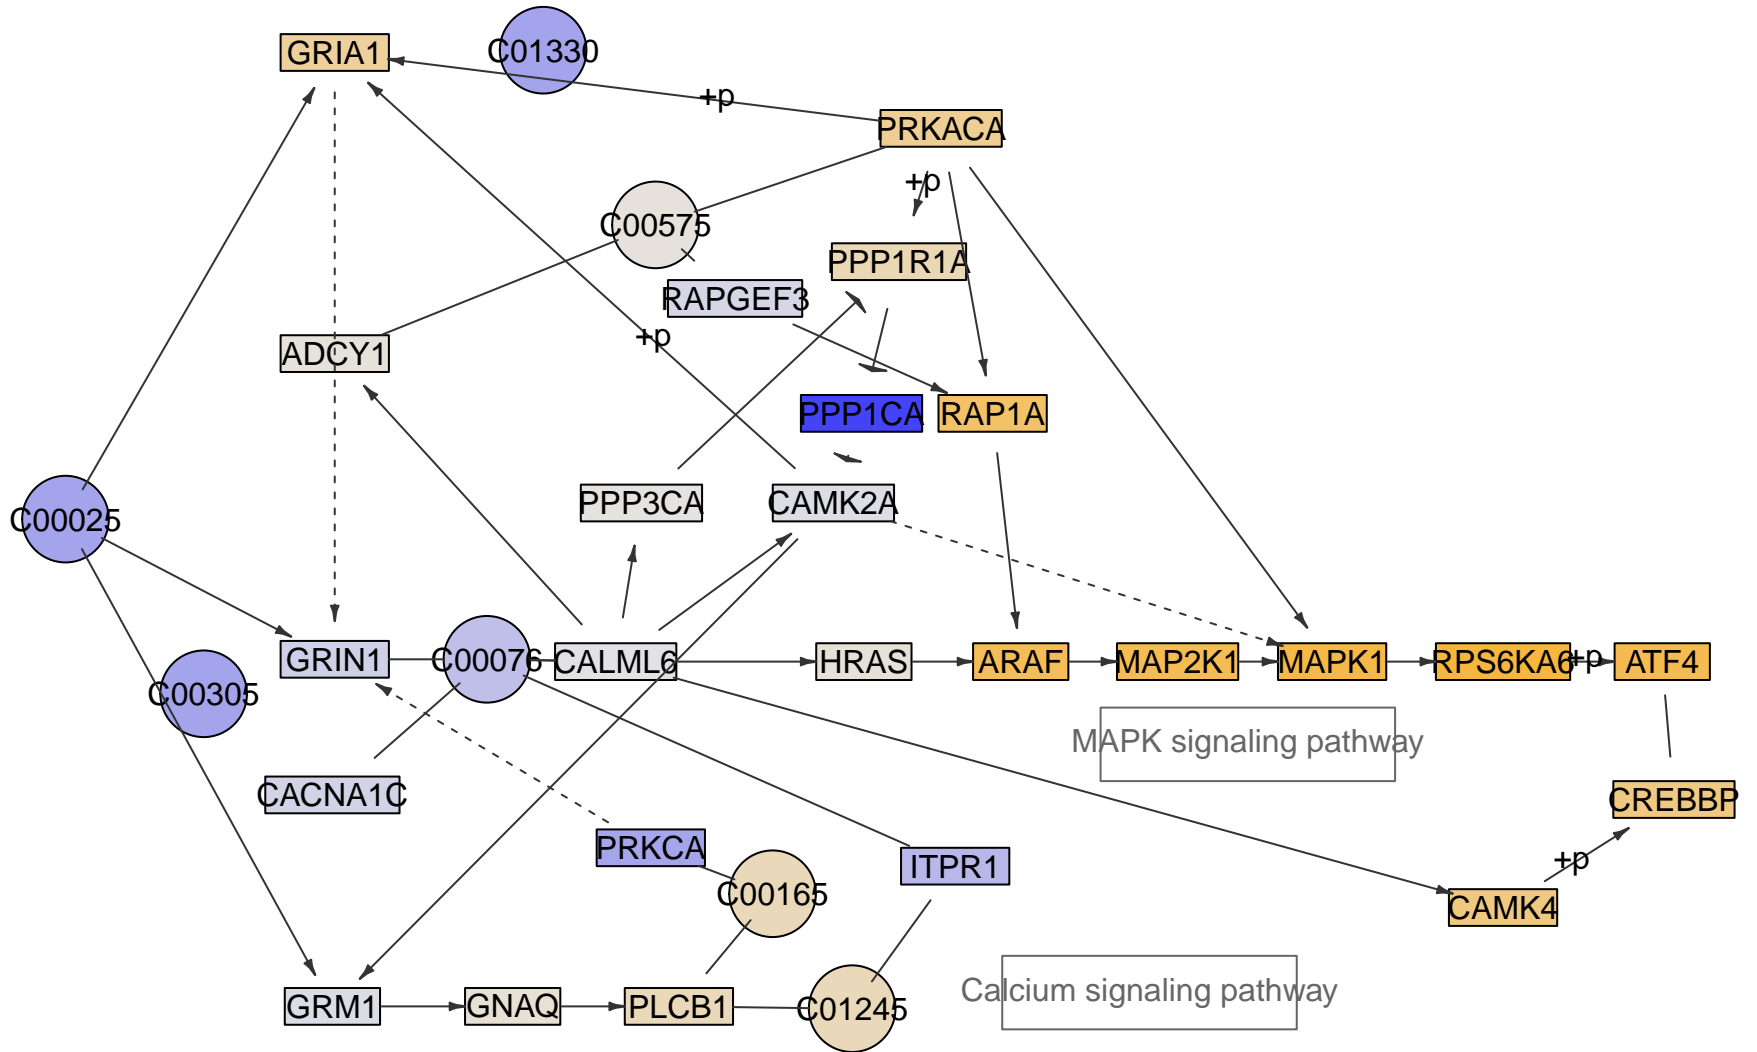 C01330
GRIA1
+p
PRKACA
+p
C00575
PPP1R1A
RAPGEF3
+p
ADCY1
PPP1CA
RAP1A
PPP3CA
CAMK2A
C00025
GRIN1
C00076
CALML6
HRAS
ARAF
MAP2K1
MAPK1
RPS6KA6
+p
ATF4
C00305
MAPK signaling pathway
CACNA1C
CREBBP
PRKCA
ITPR1
+p
C00165
CAMK4
Calcium signaling pathway
GRM1
GNAQ
PLCB1
C01245